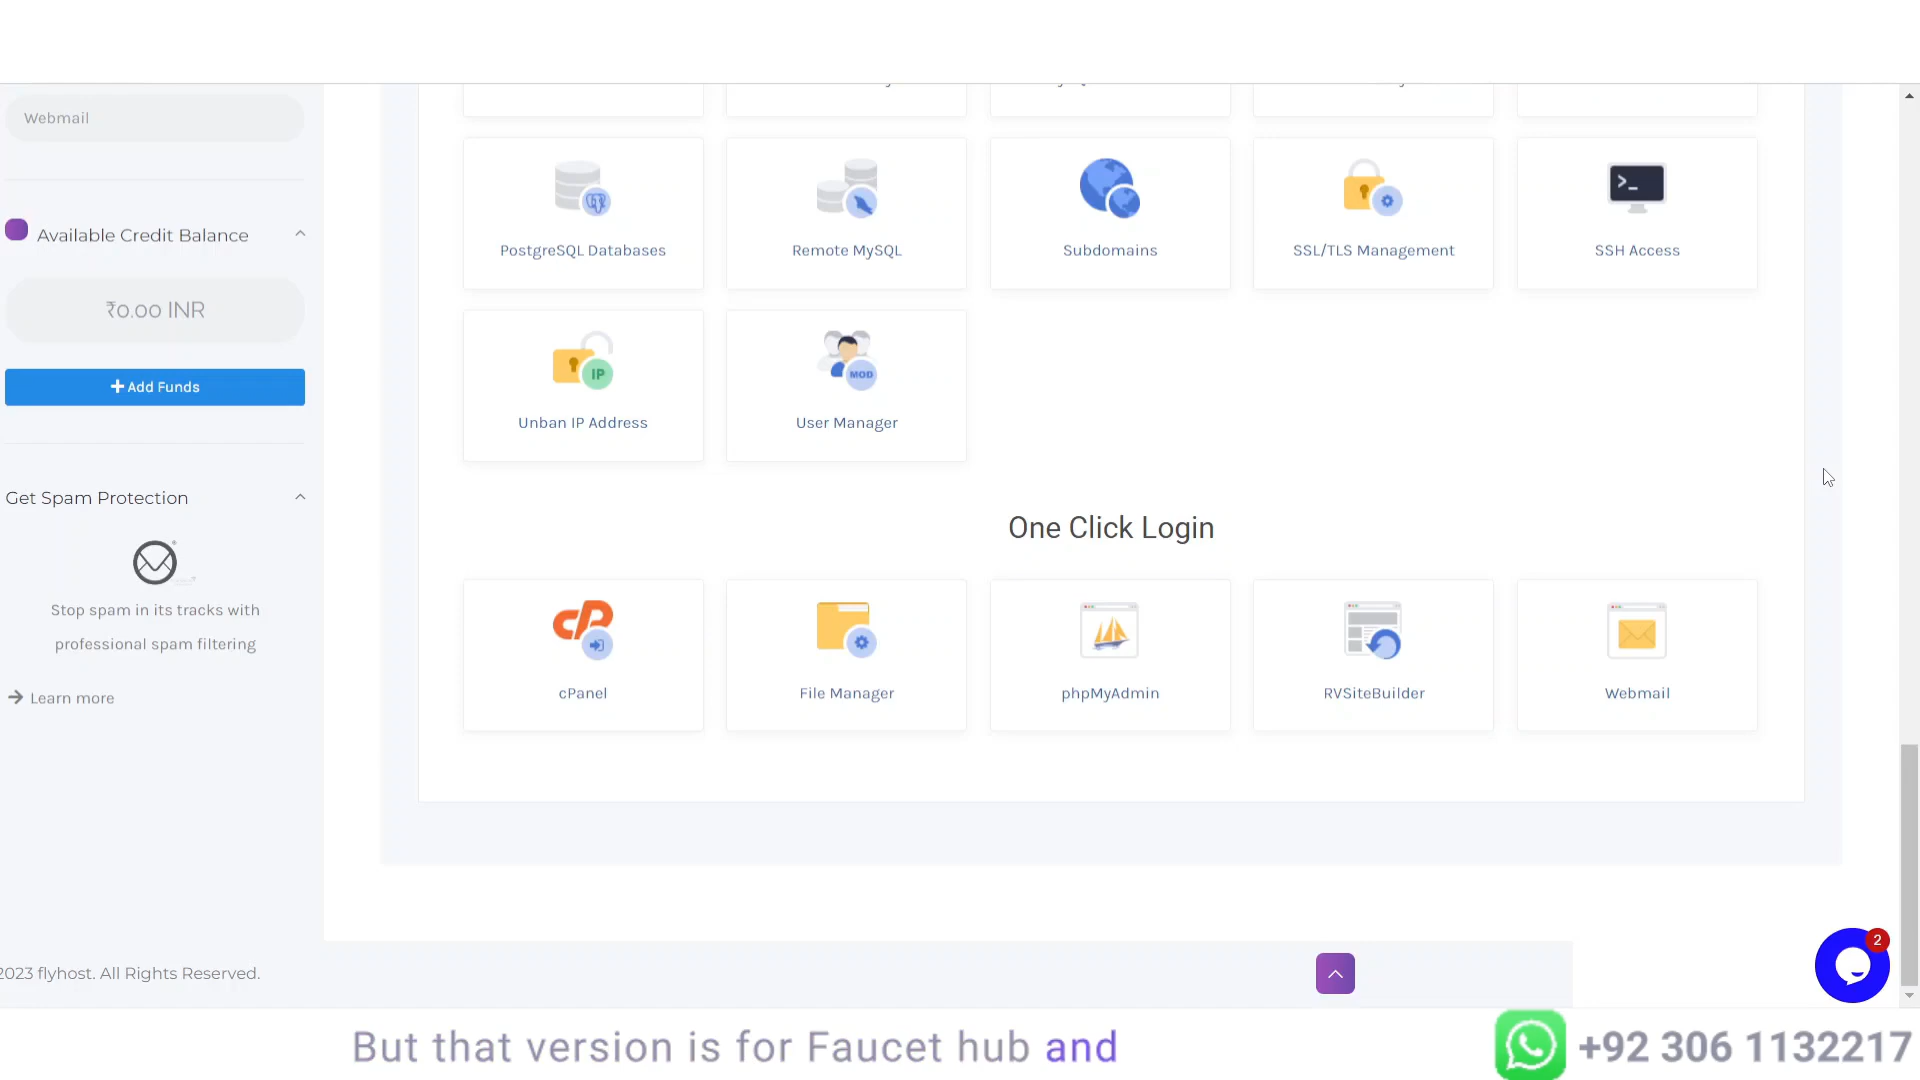 Webmail
PostgreSQL Databases
Remote MySQL
Subdomains
SSL/TLS Management
>_
SSH Access
Available Credit Balance
₹0.00 INR
Add Funds
IP
Unban IP Address
MOD
User Manager
Get Spam Protection
Stop spam in its tracks with
professional spam filtering
Learn more
One Click Login
cPanel
File Manager
phpMyAdmin
RVSiteBuilder
Webmail
2023 flyhost. All Rights Reserved.
2
But that version is for Faucet hub and
+92 306 1132217